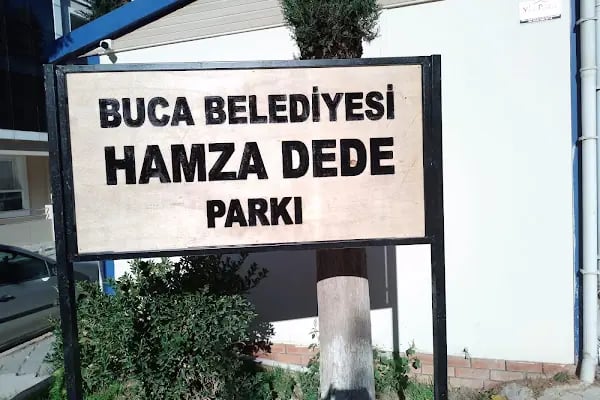 BUCA BELEDİYESİ
HAMZA DEDE
PARKI